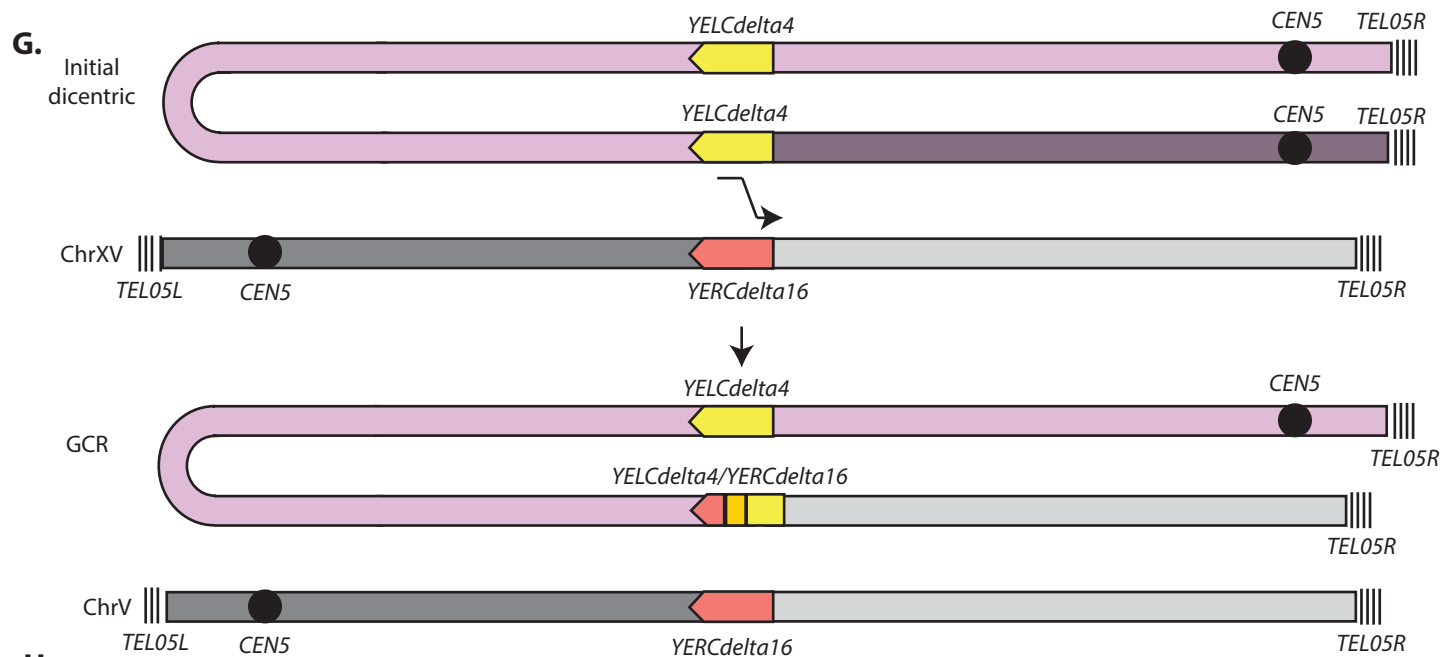 G.
YELCdelta4
CEN5
TEL05R
Initial
dicentric
YELCdelta4
CEN5
TEL05R
ChrXV
TEL05L
CEN5
YERCdelta16
TEL05R
YELCdelta4
CEN5
GCR
TEL05R
YELCdelta4/YERCdelta16
TEL05R
ChrV
TEL05L
CEN5
YERCdelta16
TEL05R